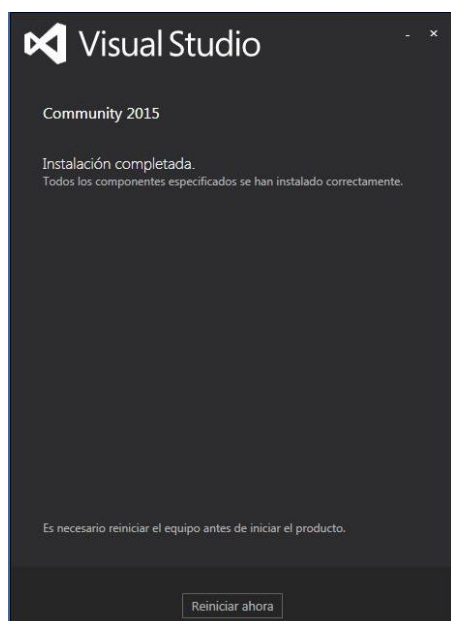 Visual Studio
Community 2015
Instalación completada.
Todos los componentes especificados se han instalado correctamente.
Es necesario reiniciar el equipo antes de iniciar el producto.
Reiniciar ahora